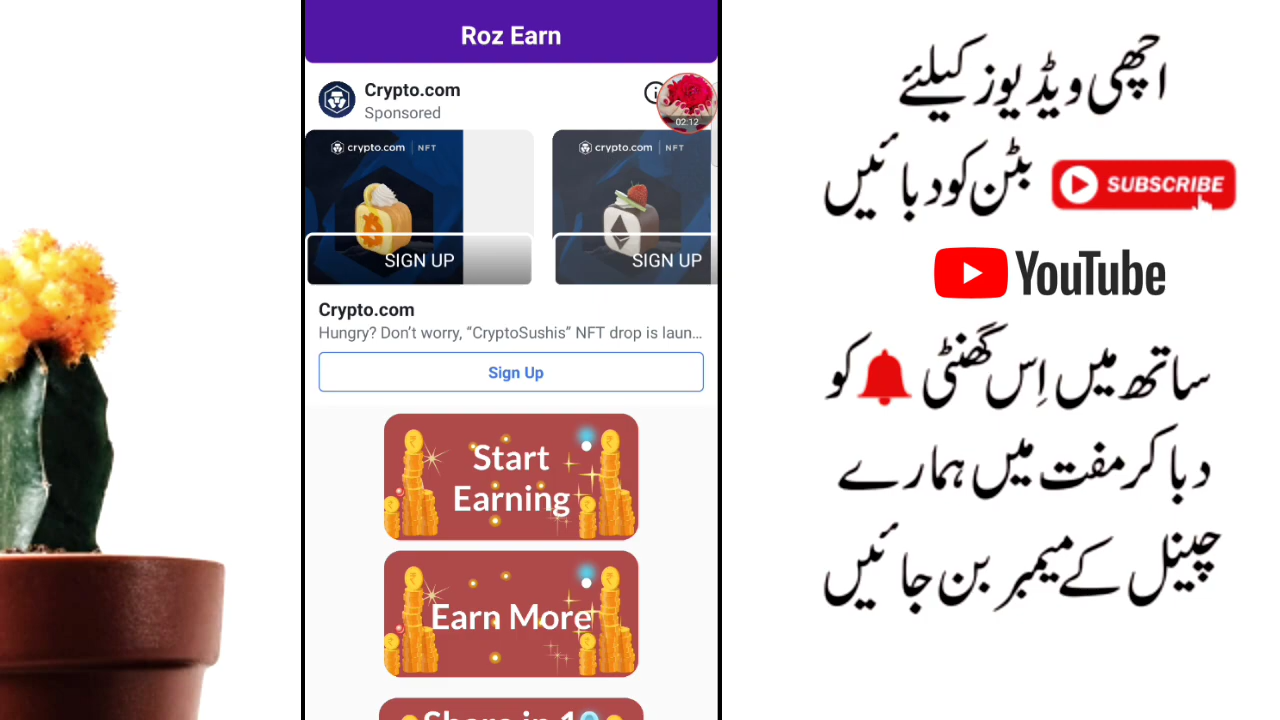 Roz Earn
Crypto.com
Sponsored
02:12
crypto.com | NFT
crypto.com | NFT
SIGN UP
SIGN UP
Crypto.com
Hungry? Don't worry, “CryptoSushis” NFT drop is laun...
Sign Up
Start
Earning
Earn More
اچھی ویڈیوز کیلئے
بٹن کو دبائیں
SUBSCRIBE
YouTube
ساتھ میں اِس گھنٹی کو
دبا کر مفت میں ہمارے
چینل کے میمبر بن جائیں